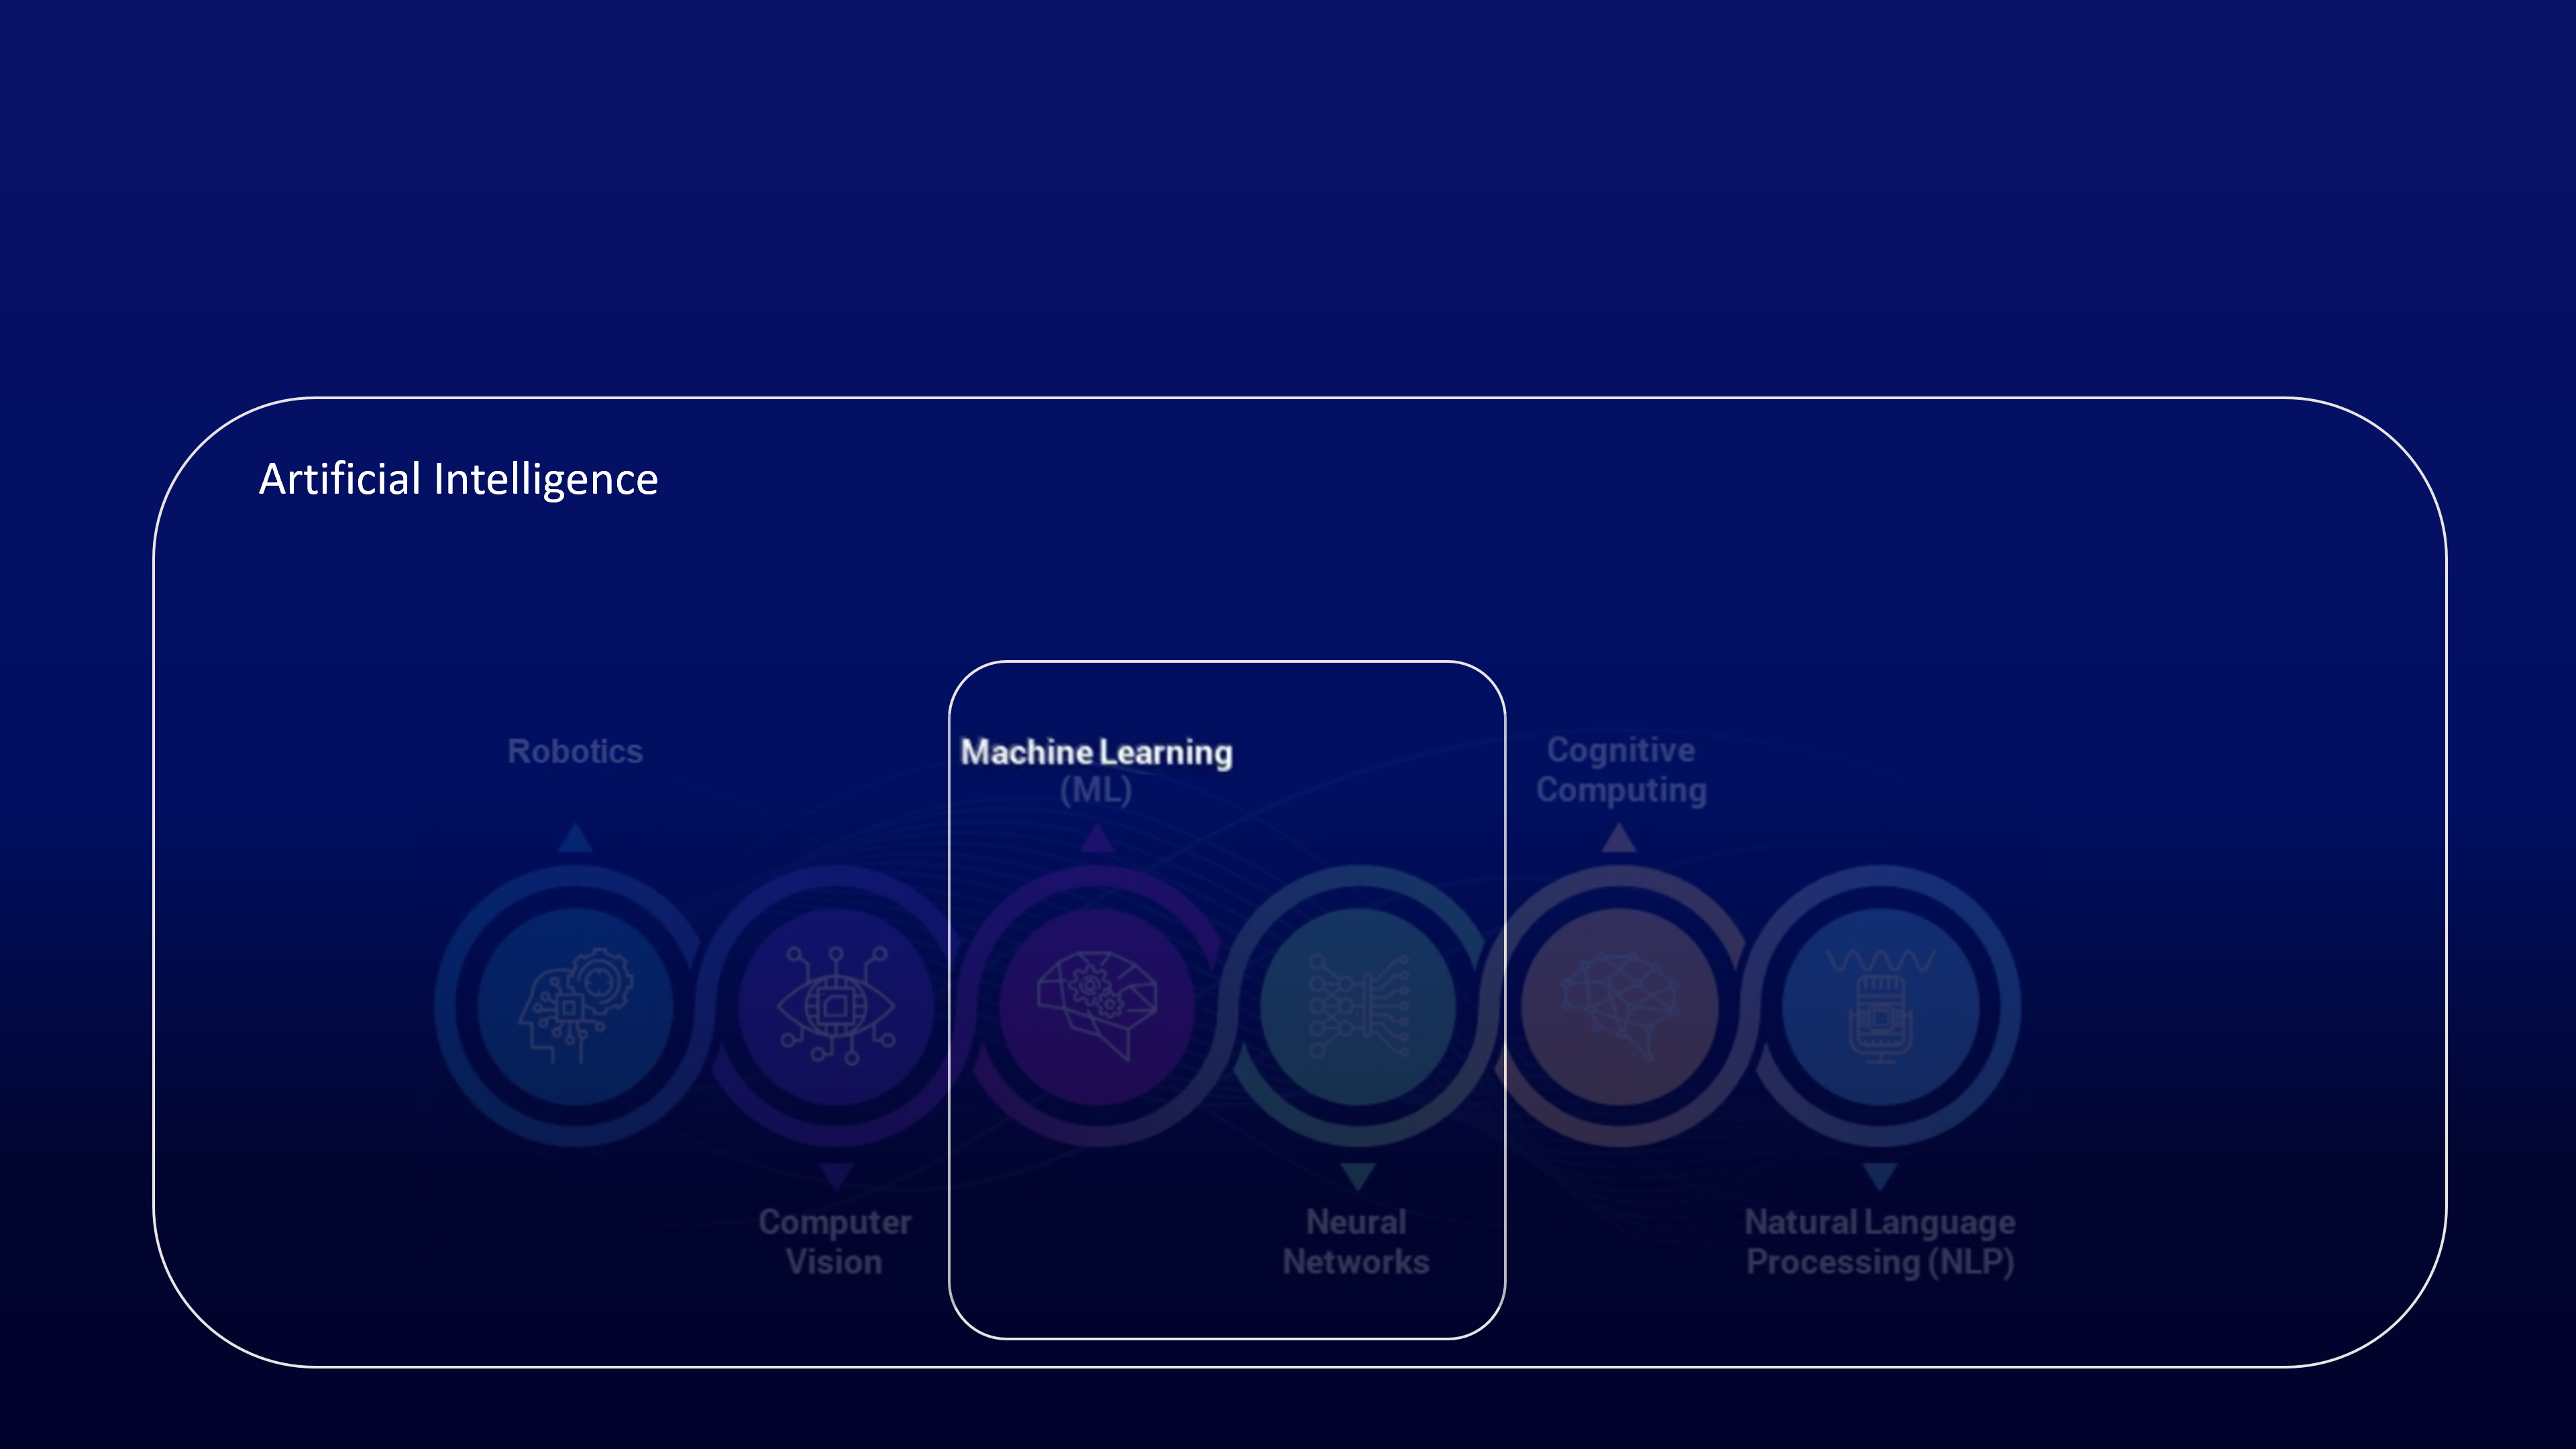 Artificial Intelligence
Robotics
Machine Learning
(ML)
Cognitive
Computing
Computer
Vision
Neural
Networks
Natural Language
Processing (NLP)